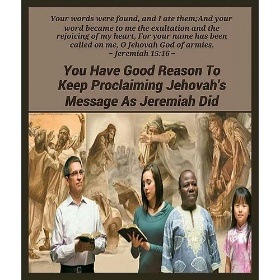 Your words were found, and I ate them; And your
word became to me the exultation and the
rejoicing of my heart, For your name has been
called on me, O Jehovah God of armies.
~ Jeremiah 15:16 ~
You Have Good Reason To
Keep Proclaiming Jehovah's
Message As Jeremiah Did